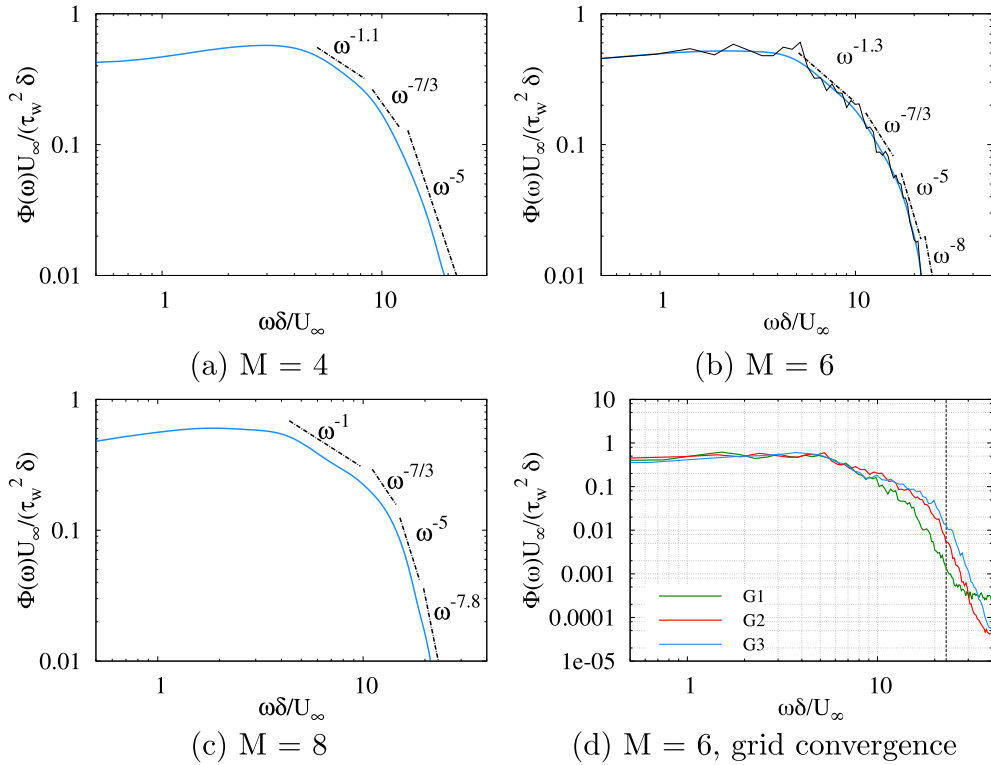 1
0.1
0.01
Φ(ω)U∞/(τw² δ)
ω^-1.1
ω^-7/3
ω^-5
1
10
ωδ/U∞
(a) M = 4
1
0.1
0.01
Φ(ω)U∞/(τw² δ)
ω^-1.3
ω^-7/3
ω^-5
ω^-8
1
10
ωδ/U∞
(b) M = 6
1
0.1
0.01
Φ(ω)U∞/(τw² δ)
ω^-1
ω^-7/3
ω^-5
ω^-7.8
1
10
ωδ/U∞
(c) M = 8
10
1
0.1
0.01
0.001
0.0001
1e-05
Φ(ω)U∞/(τw² δ)
G1
G2
G3
1
10
ωδ/U∞
(d) M = 6, grid convergence